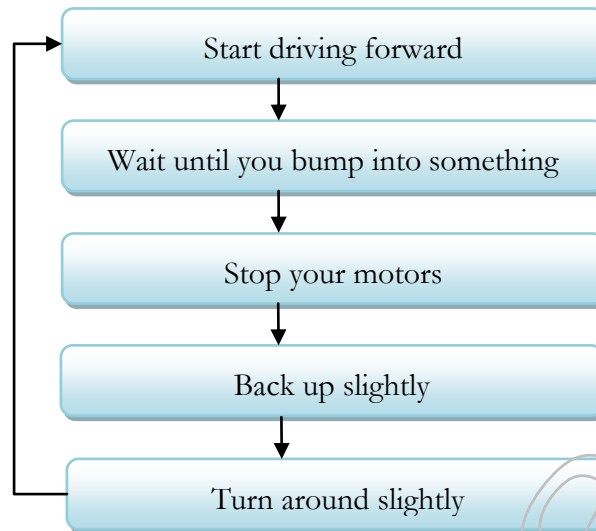 Start driving forward
Wait until you bump into something
Stop your motors
Back up slightly
Turn around slightly